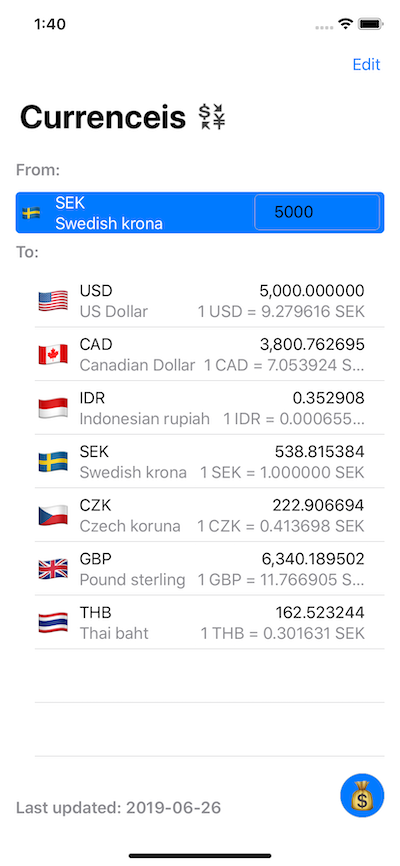 1:40
Edit
Currenceis
From:
SEK
Swedish krona
5000
To:
USD 5,000.000000
US Dollar 1 USD = 9.279616 SEK
CAD 3,800.762695
Canadian Dollar 1 CAD = 7.053924 S...
IDR 0.352908
Indonesian rupiah 1 IDR = 0.000655...
SEK 538.815384
Swedish krona 1 SEK = 1.000000 SEK
CZK 222.906694
Czech koruna 1 CZK = 0.413698 SEK
GBP 6,340.189502
Pound sterling 1 GBP = 11.766905 S...
THB 162.523244
Thai baht 1 THB = 0.301631 SEK
Last updated: 2019-06-26